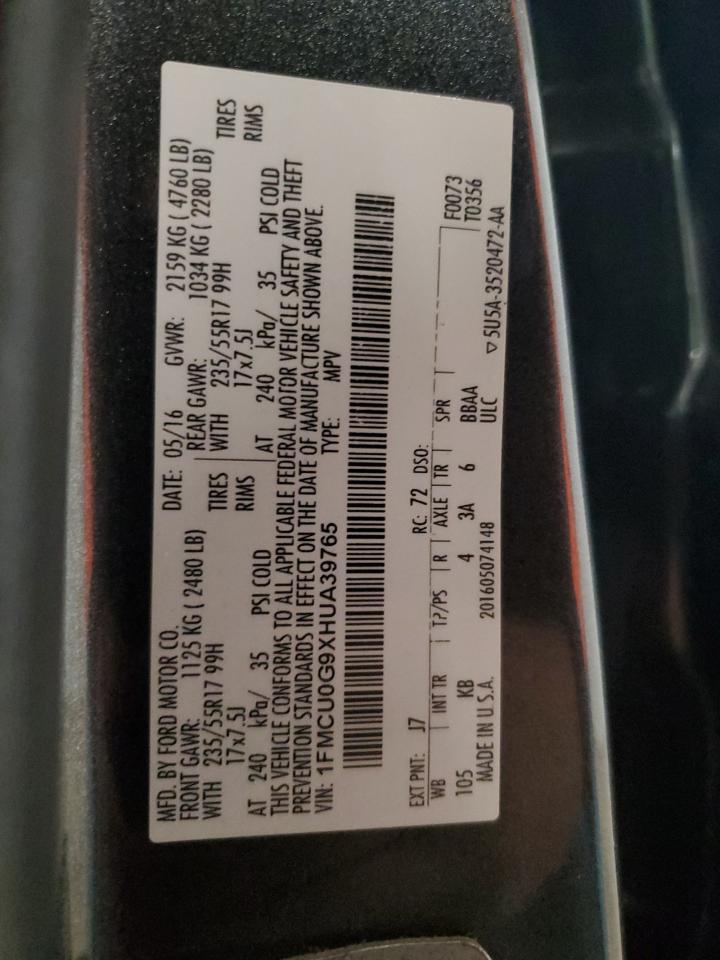 MFD. BY FORD MOTOR CO. DATE: 05/16 GVWR: 2159 KG ( 4760 LB)
FRONT GAWR: 1125 KG ( 2480 LB) REAR GAWR: 1034 KG ( 2280 LB)
WITH 235/55R17 99H TIRES WITH 235/55R17 99H TIRES
17x7.5J RIMS 17x7.5J RIMS
AT 240 kPa/ 35 PSI COLD AT 240 kPa/ 35 PSI COLD
THIS VEHICLE CONFORMS TO ALL APPLICABLE FEDERAL MOTOR VEHICLE SAFETY AND THEFT
PREVENTION STANDARDS IN EFFECT ON THE DATE OF MANUFACTURE SHOWN ABOVE.
VIN: 1FMCU0G9XHUA39765 TYPE: MPV
EXT PNT: J7 RC: 72 DSO: F0073
WB INT TR T?/PS R AXLE TR SPR T0356
105 KB 4 3A 6 BBAA
MADE IN U.S.A. 201605074148 ULC ▽5U5A-3520472-AA